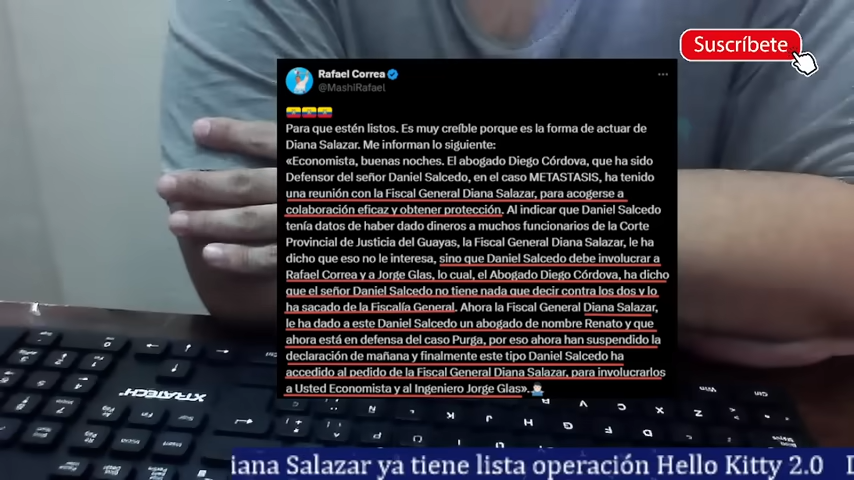 Suscríbete
Rafael Correa
@MashiRafael
Para que estén listos. Es muy creíble porque es la forma de actuar de
Diana Salazar. Me informan lo siguiente:
«Economista, buenas noches. El abogado Diego Córdova, que ha sido
Defensor del señor Daniel Salcedo, en el caso METASTASIS, ha tenido
una reunión con la Fiscal General Diana Salazar, para acogerse a
colaboración eficaz y obtener protección. Al indicar que Daniel Salcedo
tenía datos de haber dado dineros a muchos funcionarios de la Corte
Provincial de Justicia del Guayas, la Fiscal General Diana Salazar, le ha
dicho que eso no le interesa, sino que Daniel Salcedo debe involucrar a
Rafael Correa y a Jorge Glas, lo cual, el Abogado Diego Córdova, ha dicho
que el señor Daniel Salcedo no tiene nada que decir contra los dos y lo
ha sacado de la Fiscalía General. Ahora la Fiscal General Diana Salazar,
le ha dado a este Daniel Salcedo un abogado de nombre Renato y que
ahora está en defensa del caso Purga, por eso ahora han suspendido la
declaración de mañana y finalmente este tipo Daniel Salcedo ha
accedido al pedido de la Fiscal General Diana Salazar, para involucrarlos
a Usted Economista y al Ingeniero Jorge Glas».
XTRATECH
iana Salazar ya tiene lista operación Hello Kitty 2.0 D